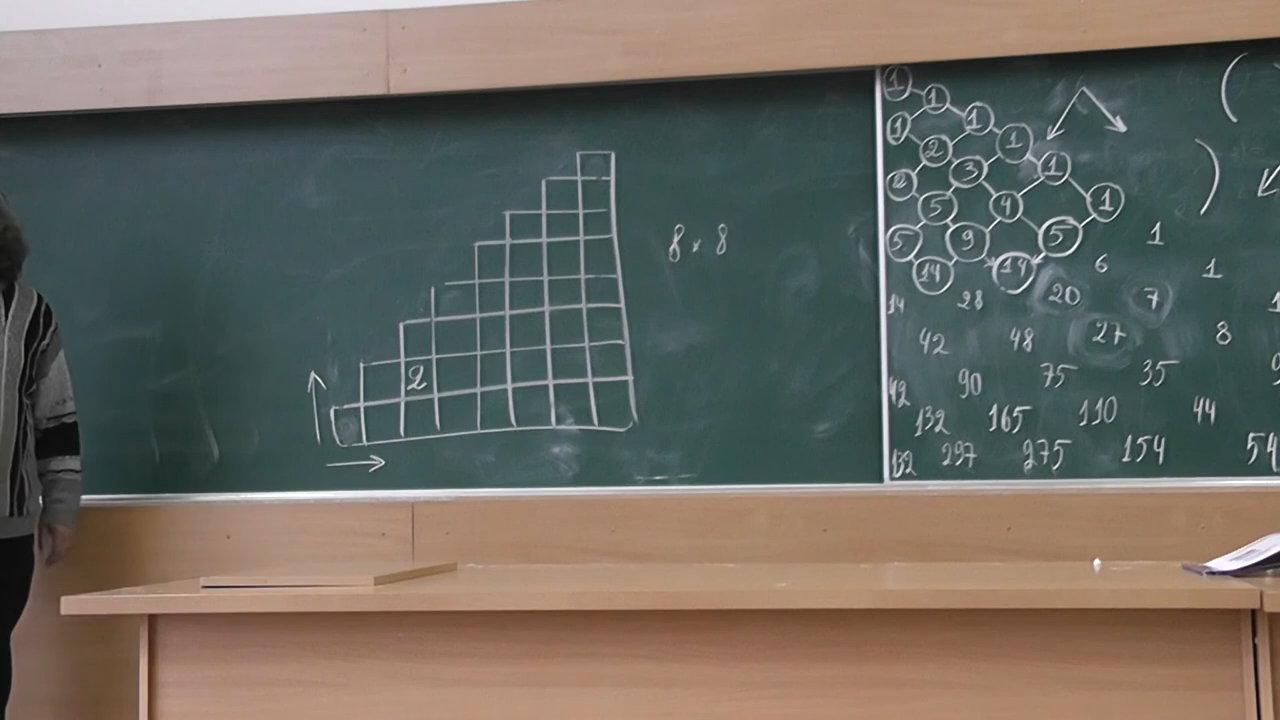 2
8 × 8
1
1
1 1
2 1
3 1
2
5 4 1
5 9 5 1
14 14 6 1
14 28 20 7
42 48 27 8
42 90 75 35
132 165 110 44
132 297 275 154 54